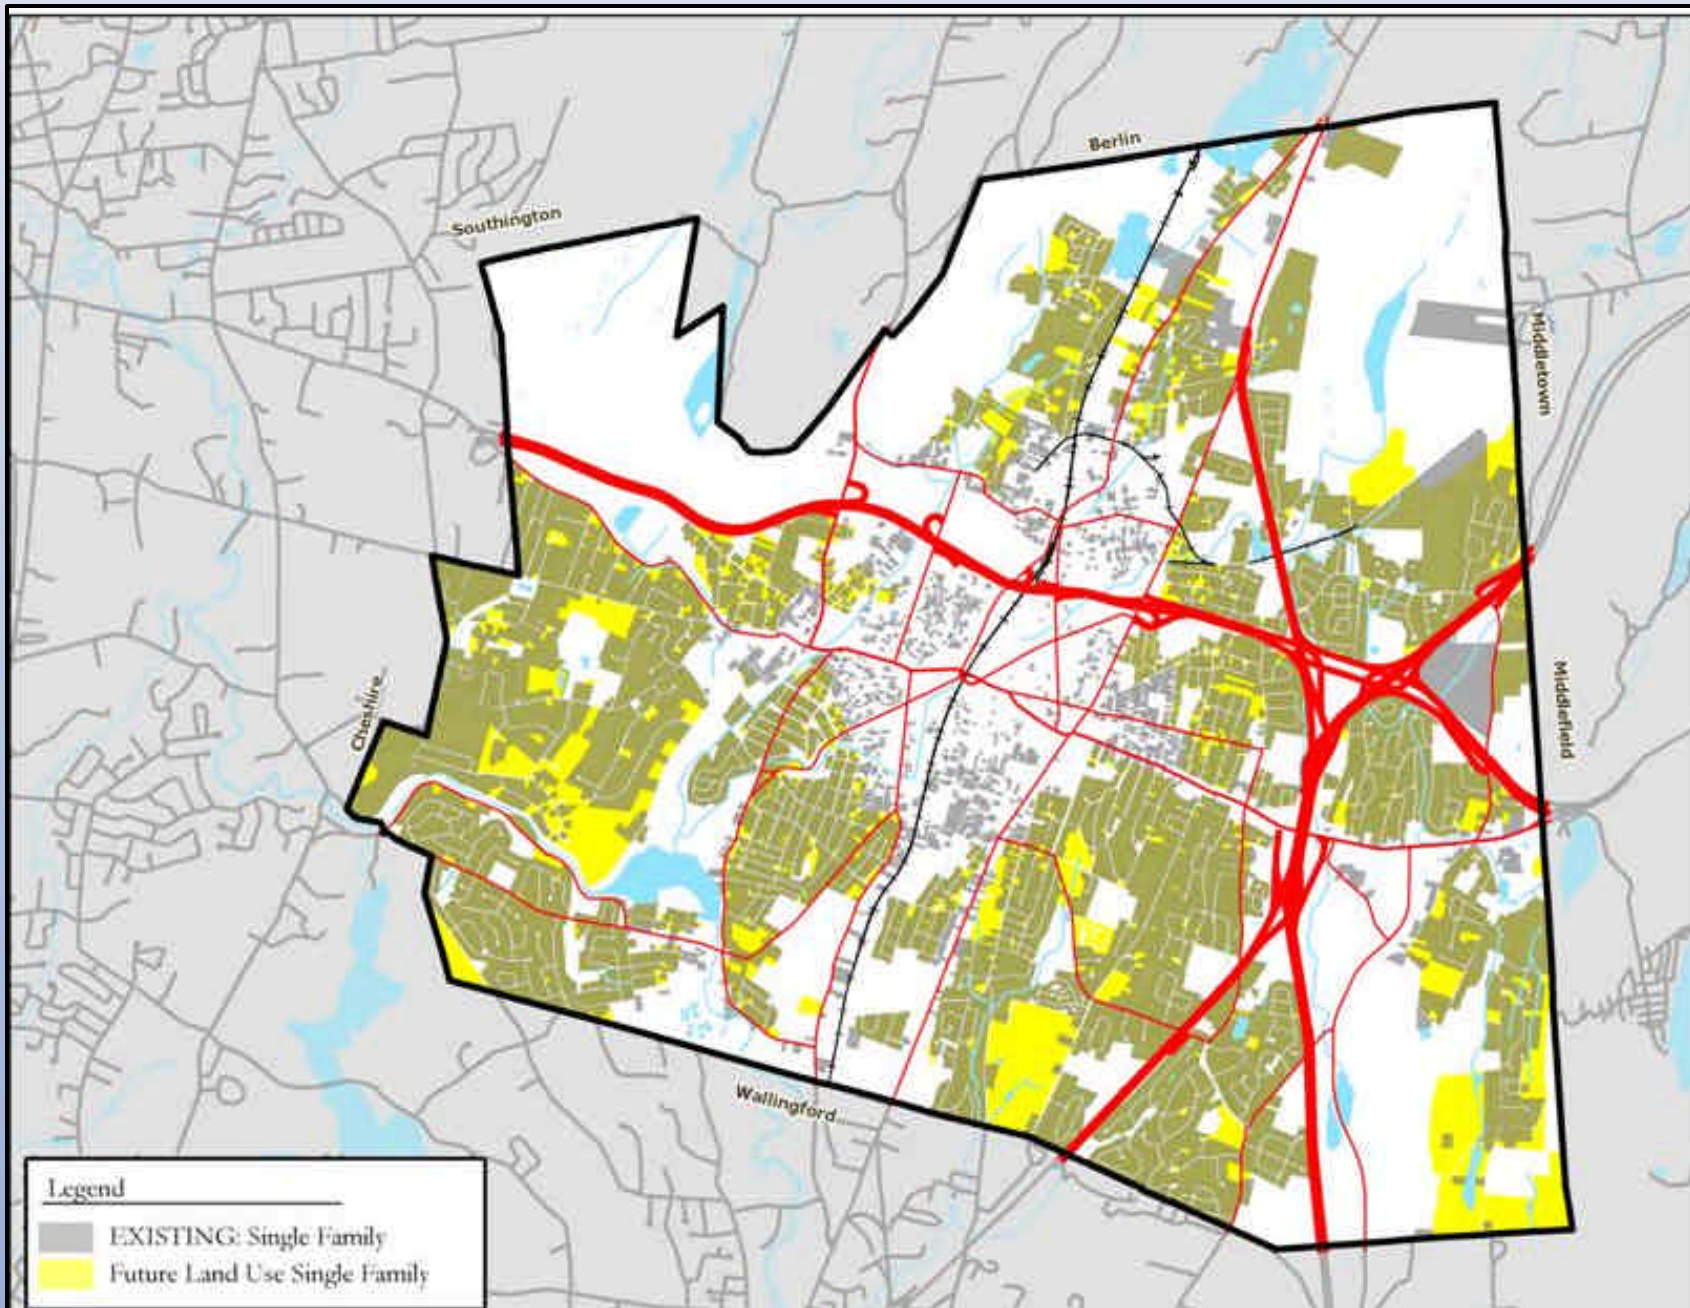 Berlin
Southington
Middletown
Cheshire...
Middlefield
Wallingford...
Legend
EXISTING: Single Family
Future Land Use Single Family